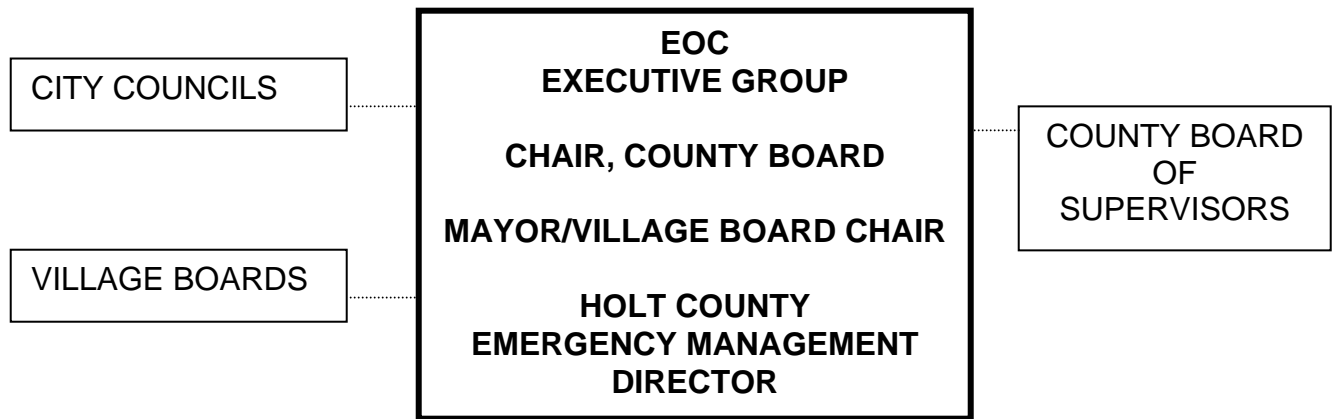 CITY COUNCILS
VILLAGE BOARDS
EOC
EXECUTIVE GROUP
CHAIR, COUNTY BOARD
MAYOR/VILLAGE BOARD CHAIR
HOLT COUNTY
EMERGENCY MANAGEMENT
DIRECTOR
COUNTY BOARD
OF
SUPERVISORS